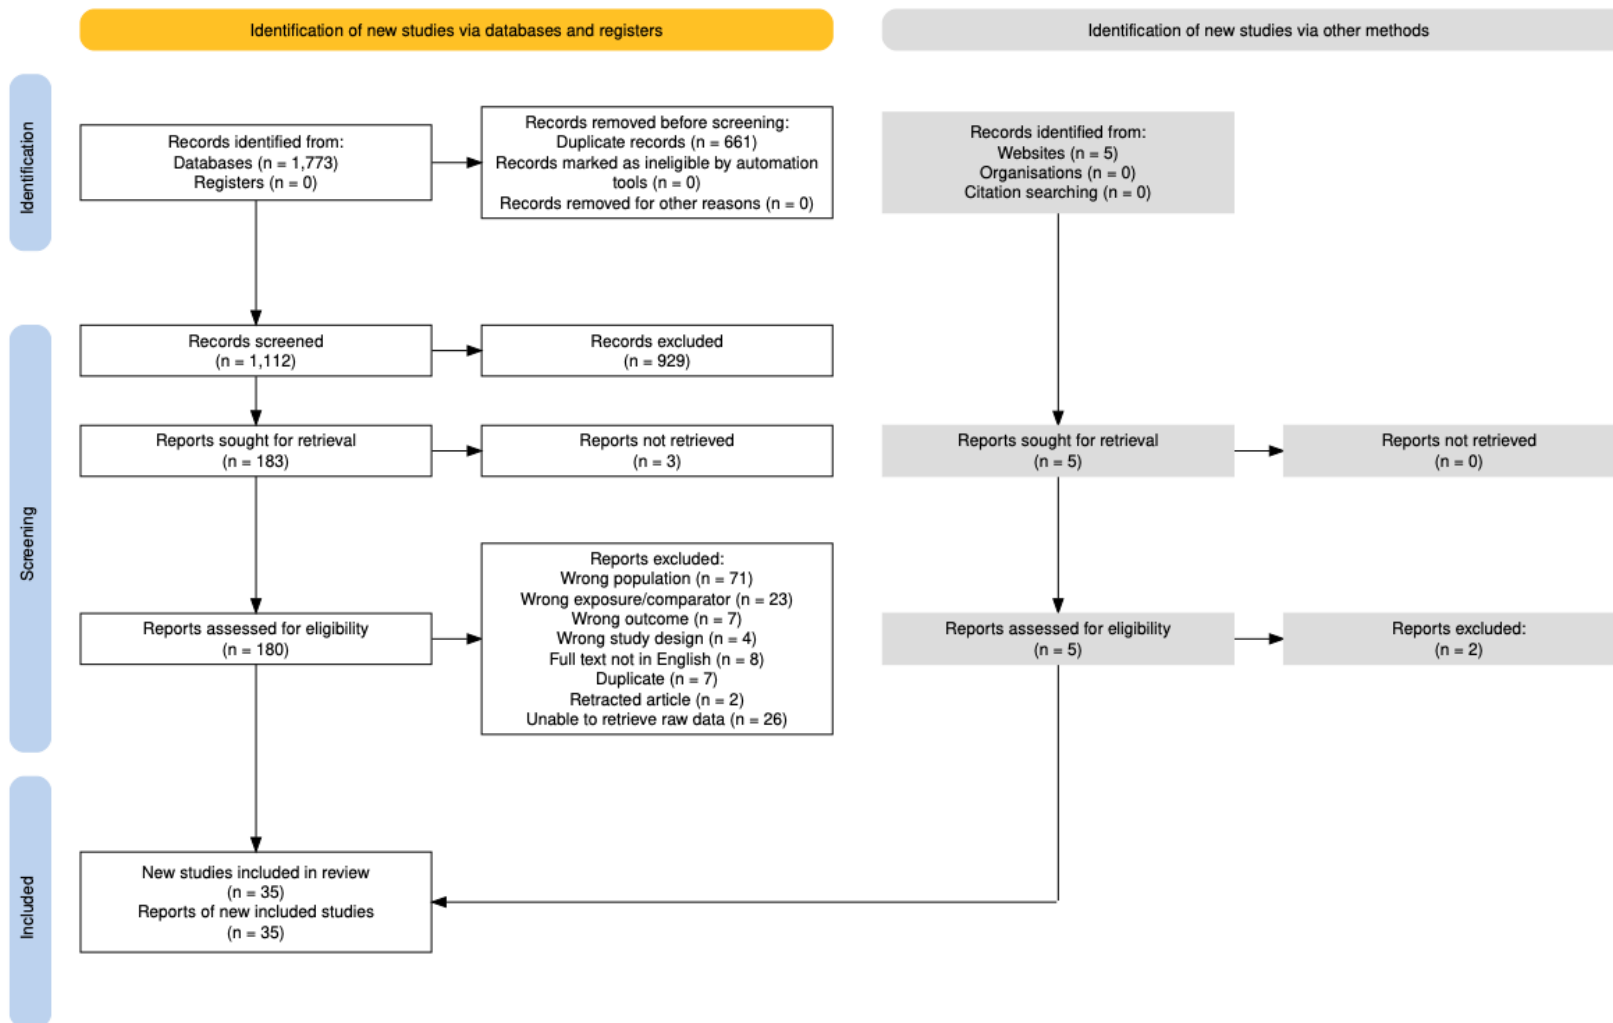 Identification of new studies via databases and registers
Identification of new studies via other methods
Identification
Records identified from:
Databases (n = 1,773)
Registers (n = 0)
Records removed before screening:
Duplicate records (n = 661)
Records marked as ineligible by automation
tools (n = 0)
Records removed for other reasons (n = 0)
Records identified from:
Websites (n = 5)
Organisations (n = 0)
Citation searching (n = 0)
Screening
Records screened
(n = 1,112)
Records excluded
(n = 929)
Reports sought for retrieval
(n = 183)
Reports not retrieved
(n = 3)
Reports sought for retrieval
(n = 5)
Reports not retrieved
(n = 0)
Reports assessed for eligibility
(n = 180)
Reports excluded:
Wrong population (n = 71)
Wrong exposure/comparator (n = 23)
Wrong outcome (n = 7)
Wrong study design (n = 4)
Full text not in English (n = 8)
Duplicate (n = 7)
Retracted article (n = 2)
Unable to retrieve raw data (n = 26)
Reports assessed for eligibility
(n = 5)
Reports excluded:
(n = 2)
Included
New studies included in review
(n = 35)
Reports of new included studies
(n = 35)